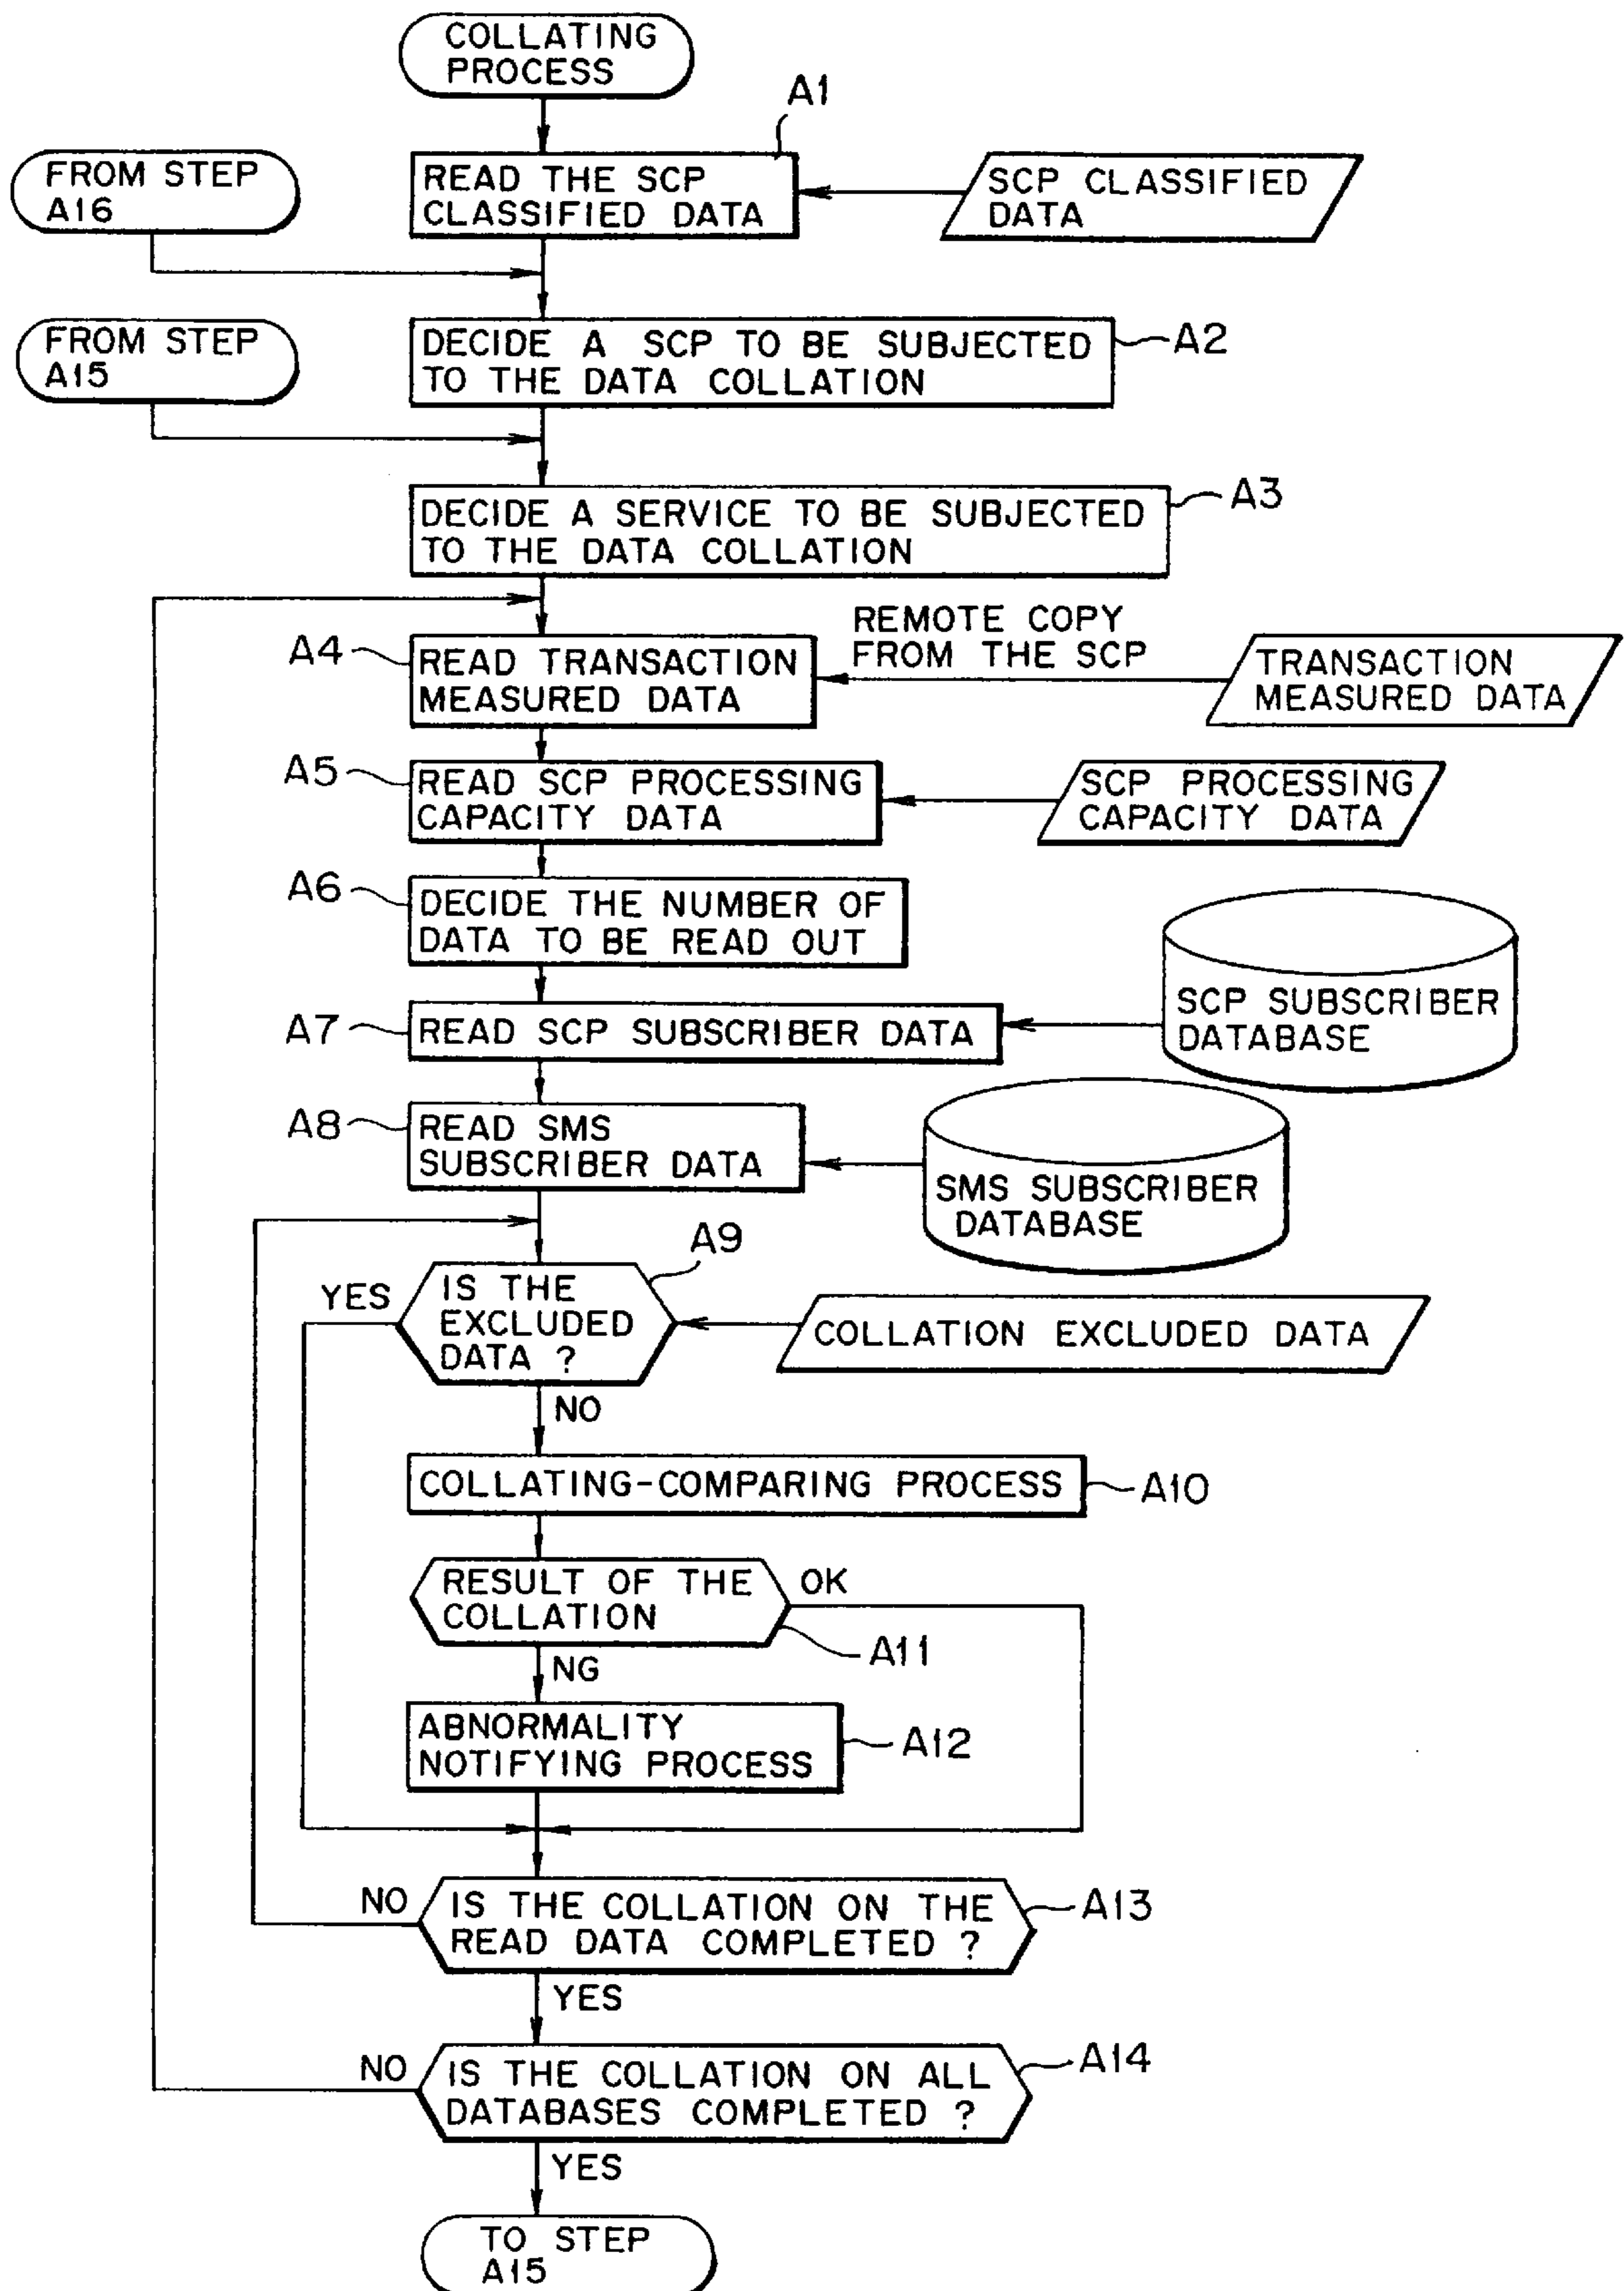 COLLATING
PROCESS
A1
FROM STEP
A16
READ THE SCP
CLASSIFIED DATA
SCP CLASSIFIED
DATA
FROM STEP
A15
DECIDE A SCP TO BE SUBJECTED
TO THE DATA COLLATION
A2
DECIDE A SERVICE TO BE SUBJECTED
TO THE DATA COLLATION
A3
REMOTE COPY
FROM THE SCP
A4
READ TRANSACTION
MEASURED DATA
TRANSACTION
MEASURED DATA
A5
READ SCP PROCESSING
CAPACITY DATA
SCP PROCESSING
CAPACITY DATA
A6
DECIDE THE NUMBER OF
DATA TO BE READ OUT
SCP SUBSCRIBER
DATABASE
A7
READ SCP SUBSCRIBER DATA
A8
READ SMS
SUBSCRIBER DATA
SMS SUBSCRIBER
DATABASE
A9
YES
IS THE
EXCLUDED
DATA ?
COLLATION EXCLUDED DATA
NO
COLLATING-COMPARING PROCESS
A10
RESULT OF THE
COLLATION
OK
A11
NG
ABNORMALITY
NOTIFYING PROCESS
A12
NO
IS THE COLLATION ON THE
READ DATA COMPLETED ?
A13
YES
NO
IS THE COLLATION ON ALL
DATABASES COMPLETED ?
A14
YES
TO STEP
A15